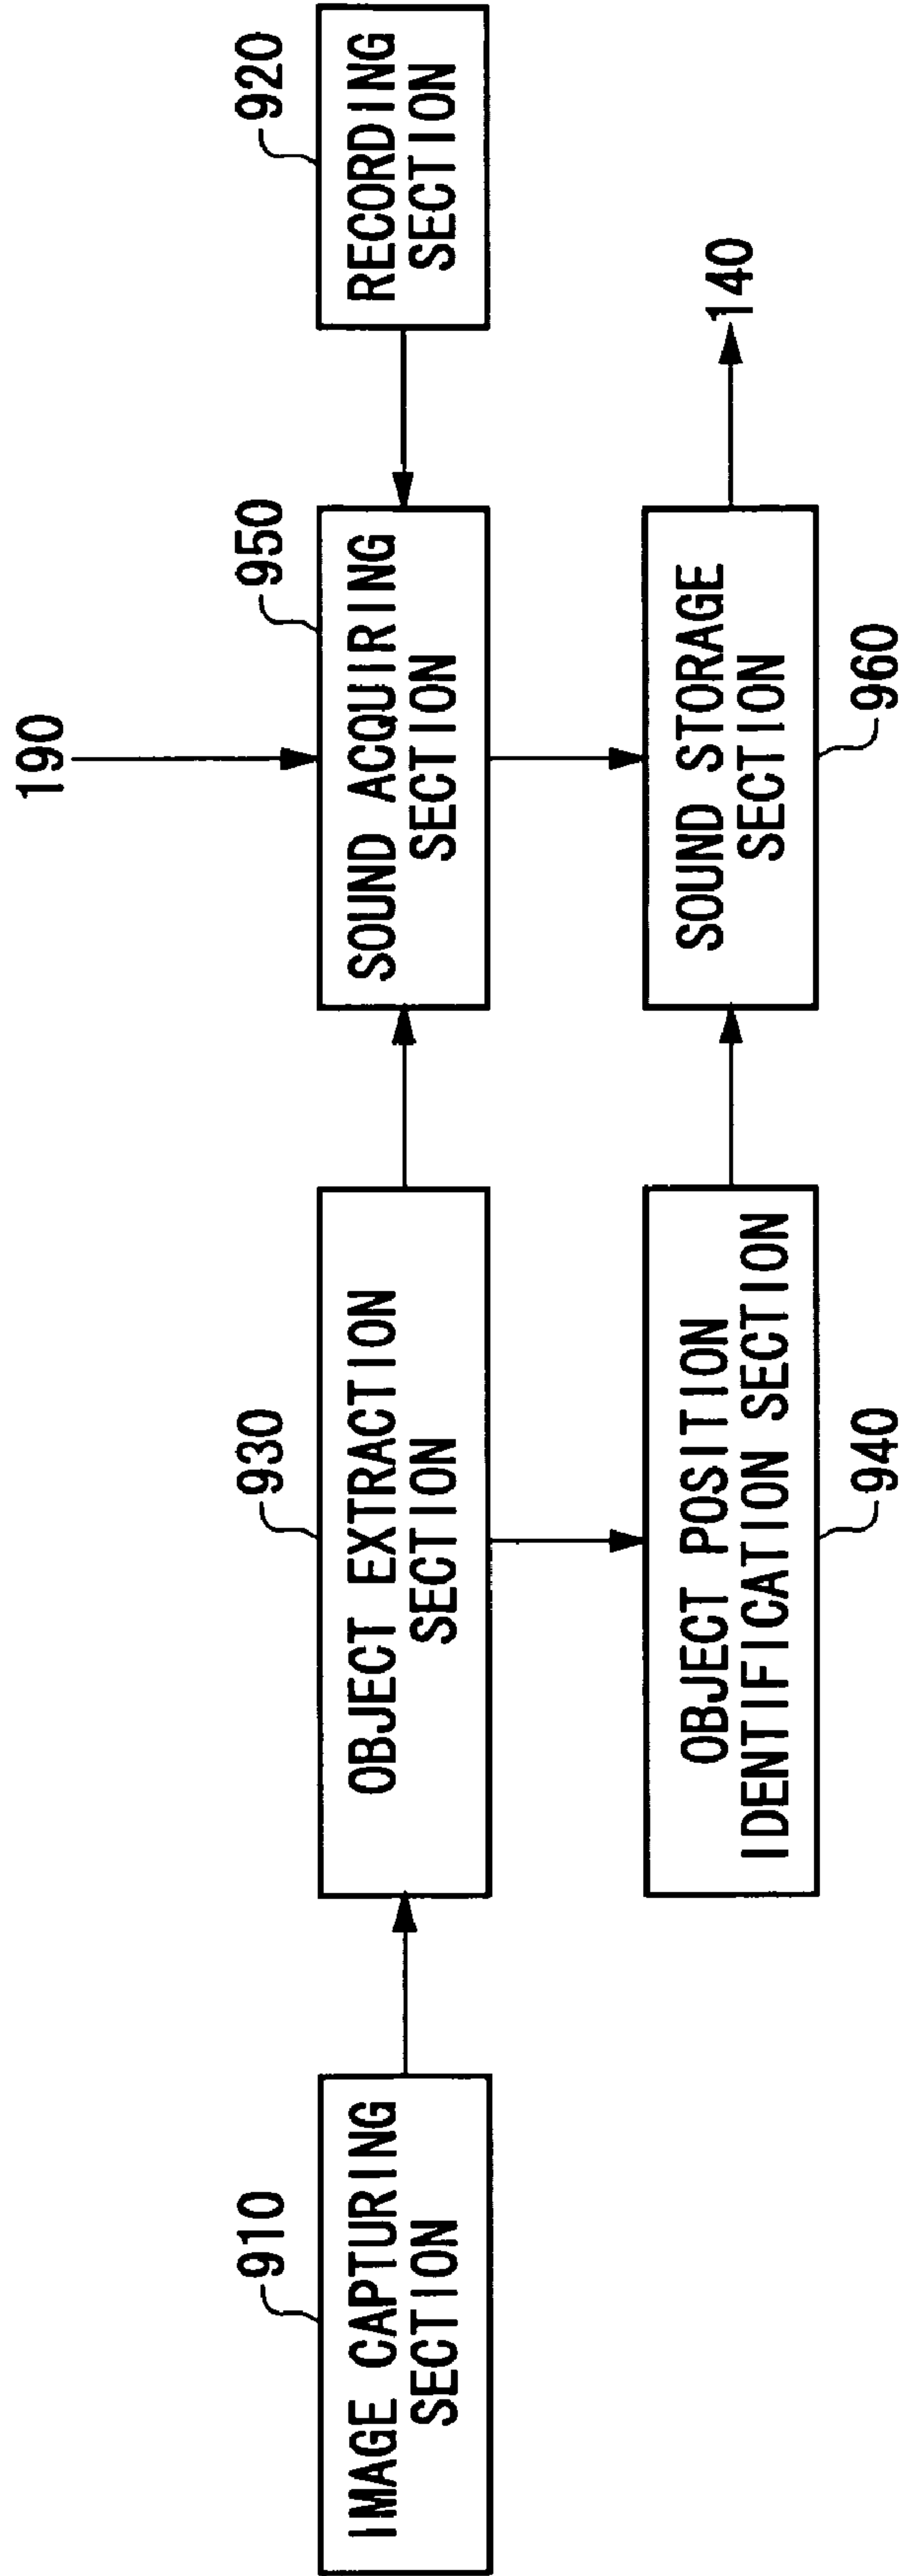 190
910
IMAGE CAPTURING
SECTION
930
OBJECT EXTRACTION
SECTION
950
SOUND ACQUIRING
SECTION
920
RECORDING
SECTION
OBJECT POSITION
IDENTIFICATION SECTION
940
SOUND STORAGE
SECTION
960
140